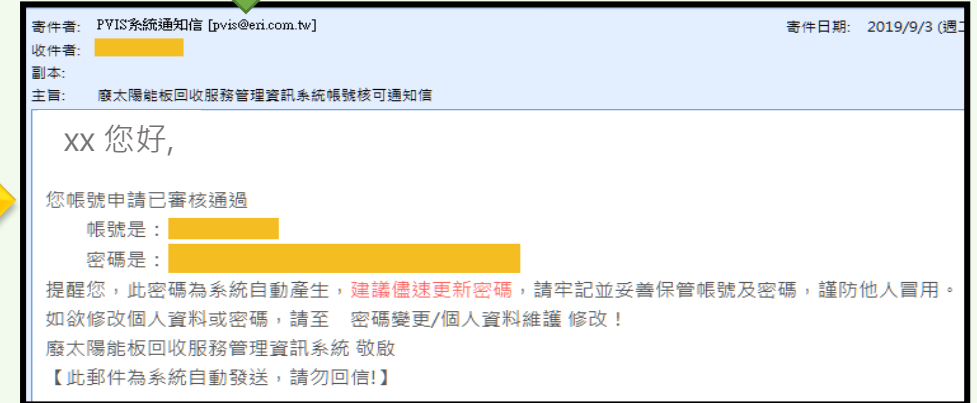 寄件者: PVIS系統通知信 [pvis@eri.com.tw] 寄件日期: 2019/9/3 (週二
收件者:
副本:
主旨: 廢太陽能板回收服務管理資訊系統帳號核可通知信
xx 您好,
您帳號申請已審核通過
帳號是：
密碼是：
提醒您，此密碼為系統自動產生，建議儘速更新密碼，請牢記並妥善保管帳號及密碼，謹防他人冒用。
如欲修改個人資料或密碼，請至 密碼變更/個人資料維護 修改！
廢太陽能板回收服務管理資訊系統 敬啟
【此郵件為系統自動發送，請勿回信!】